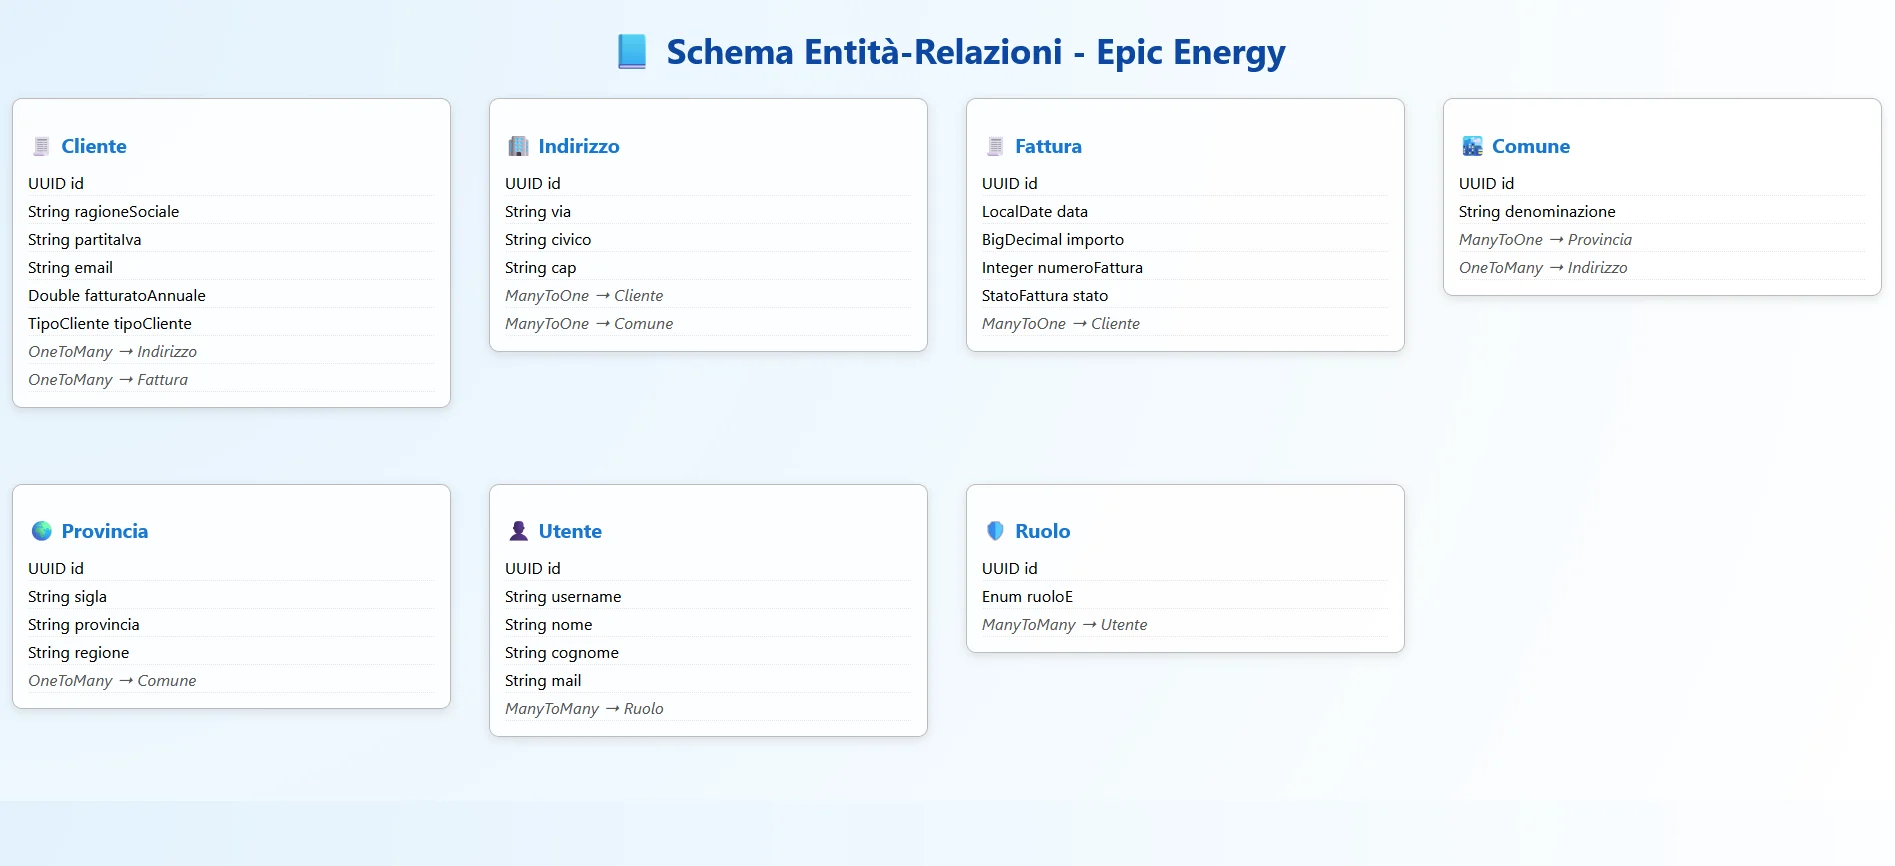 Schema Entità-Relazioni - Epic Energy
Cliente
UUID id
String ragioneSociale
String partitaIva
String email
Double fatturatoAnnuale
TipoCliente tipoCliente
OneToMany → Indirizzo
OneToMany → Fattura
Indirizzo
UUID id
String via
String civico
String cap
ManyToOne → Cliente
ManyToOne → Comune
Fattura
UUID id
LocalDate data
BigDecimal importo
Integer numeroFattura
StatoFattura stato
ManyToOne → Cliente
Comune
UUID id
String denominazione
ManyToOne → Provincia
OneToMany → Indirizzo
Provincia
UUID id
String sigla
String provincia
String regione
OneToMany → Comune
Utente
UUID id
String username
String nome
String cognome
String mail
ManyToMany → Ruolo
Ruolo
UUID id
Enum ruoloE
ManyToMany → Utente